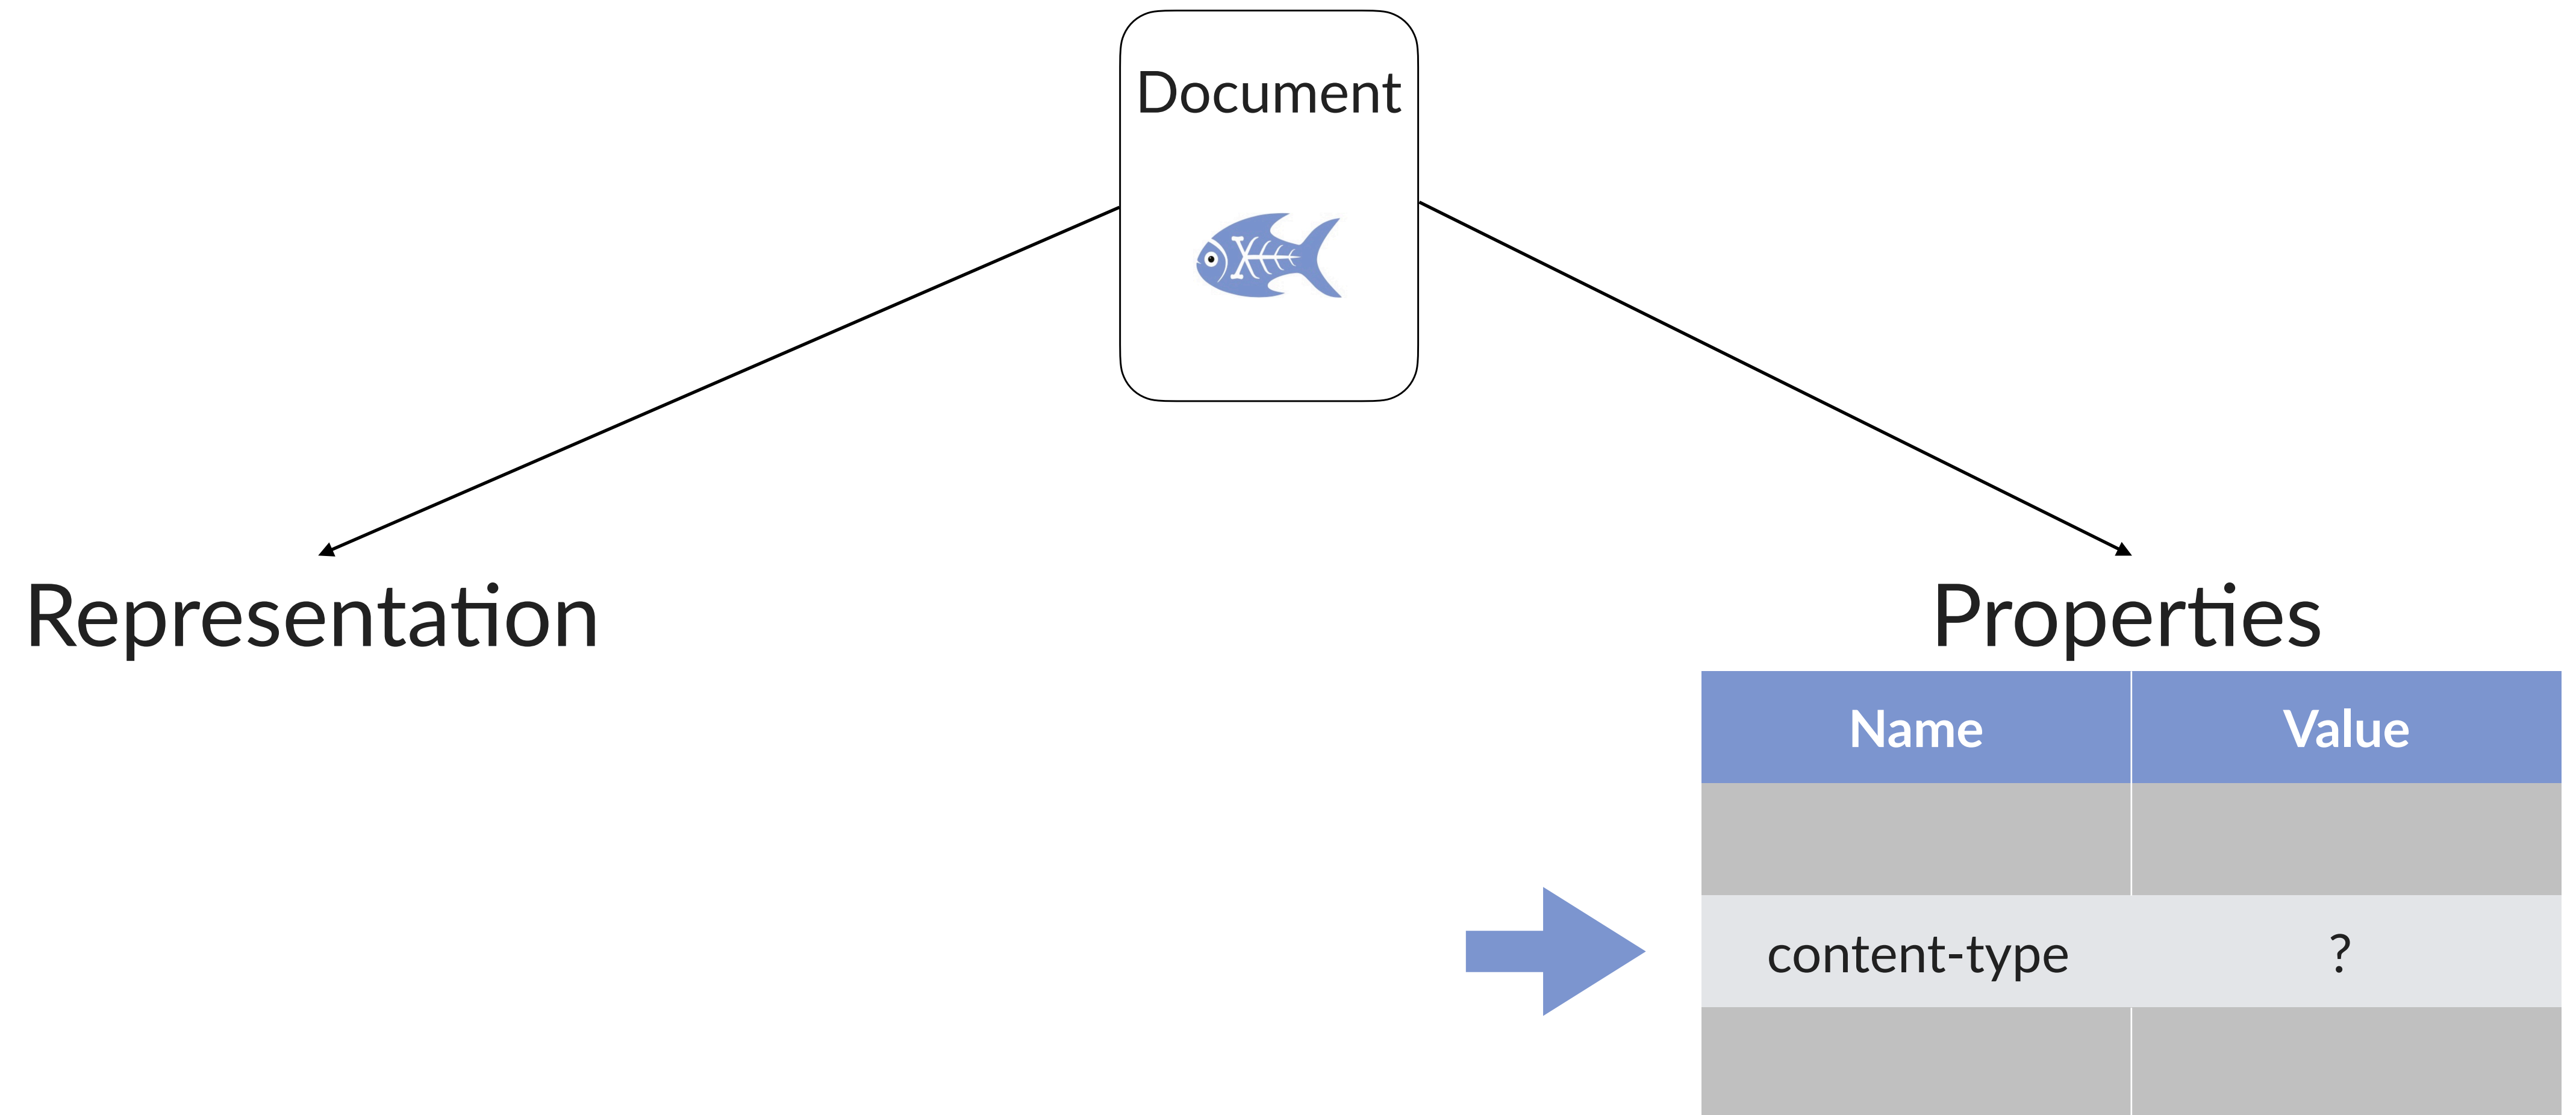 Document
Representation
Properties
Name Value
content-type ?